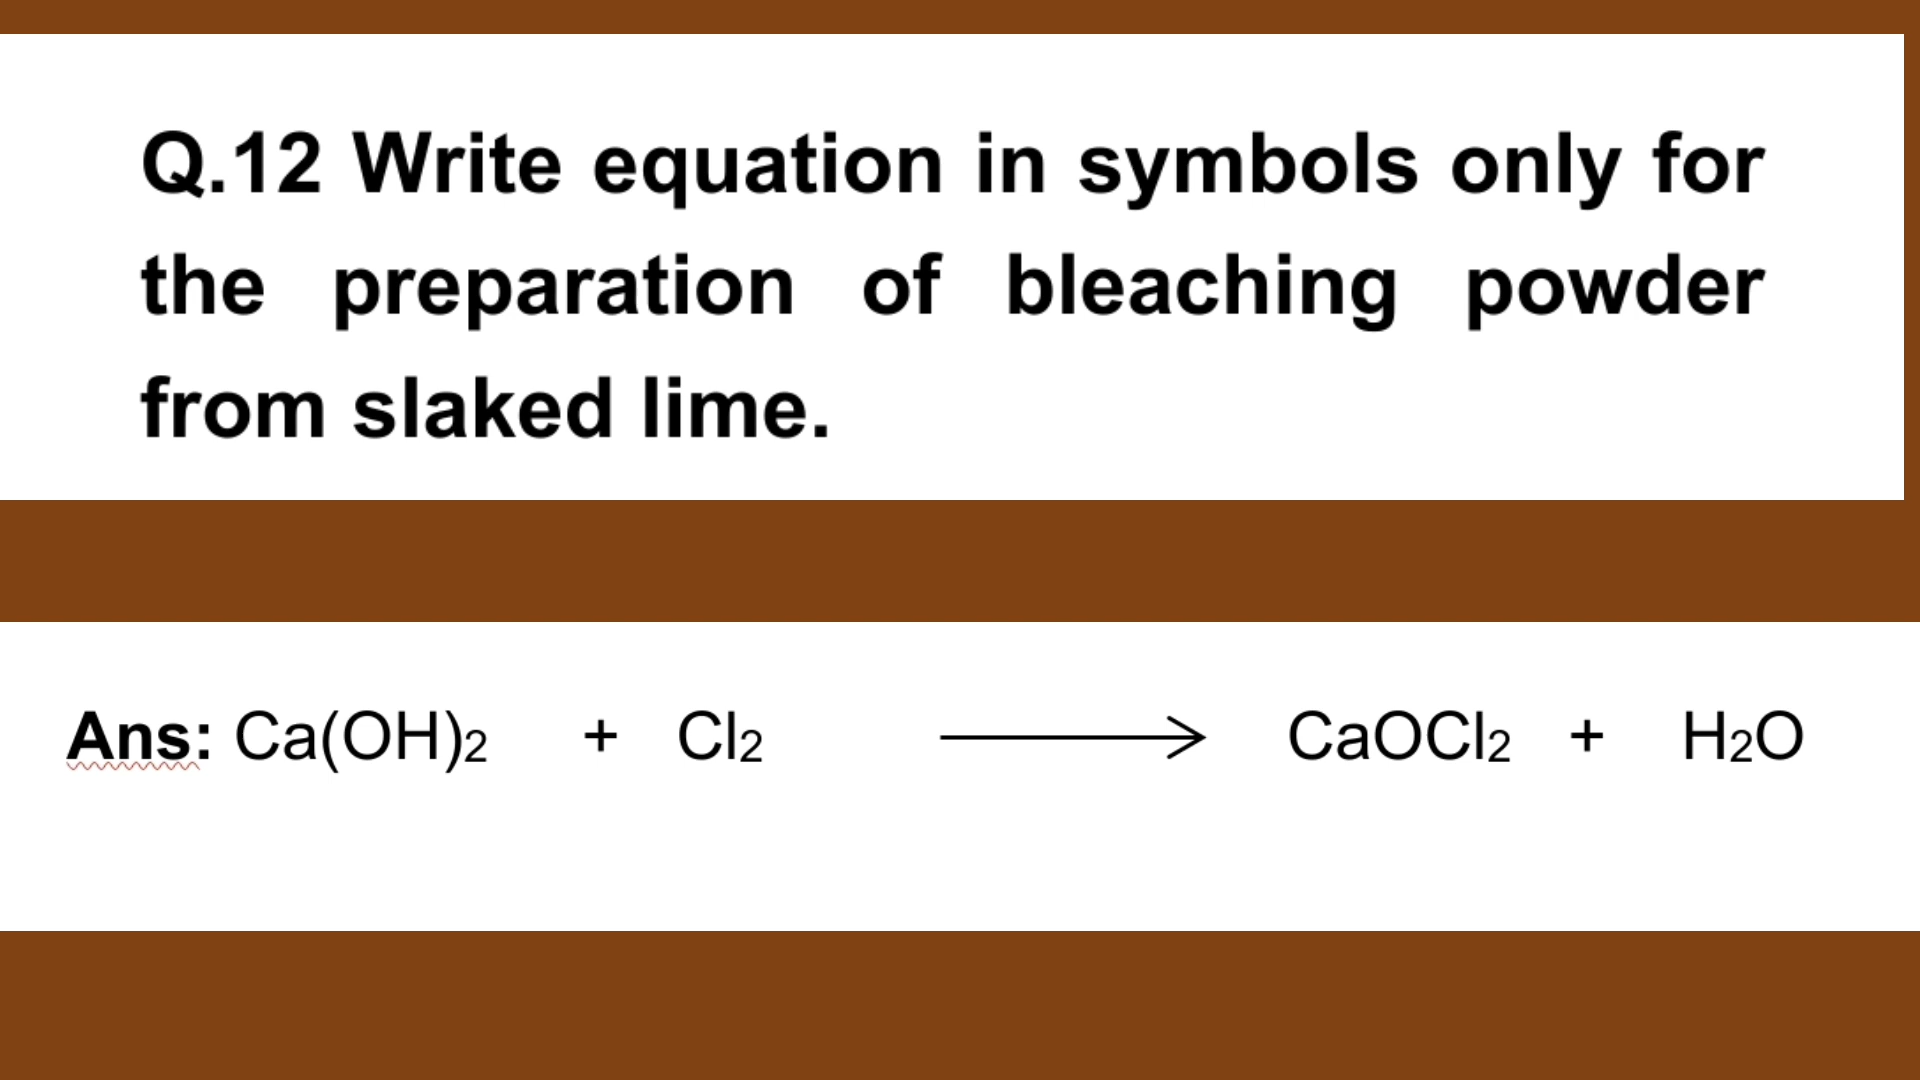 Q.12 Write equation in symbols only for
the preparation of bleaching powder
from slaked lime.
Ans: Ca(OH)2 + Cl2 ⟶ CaOCl2 + H2O